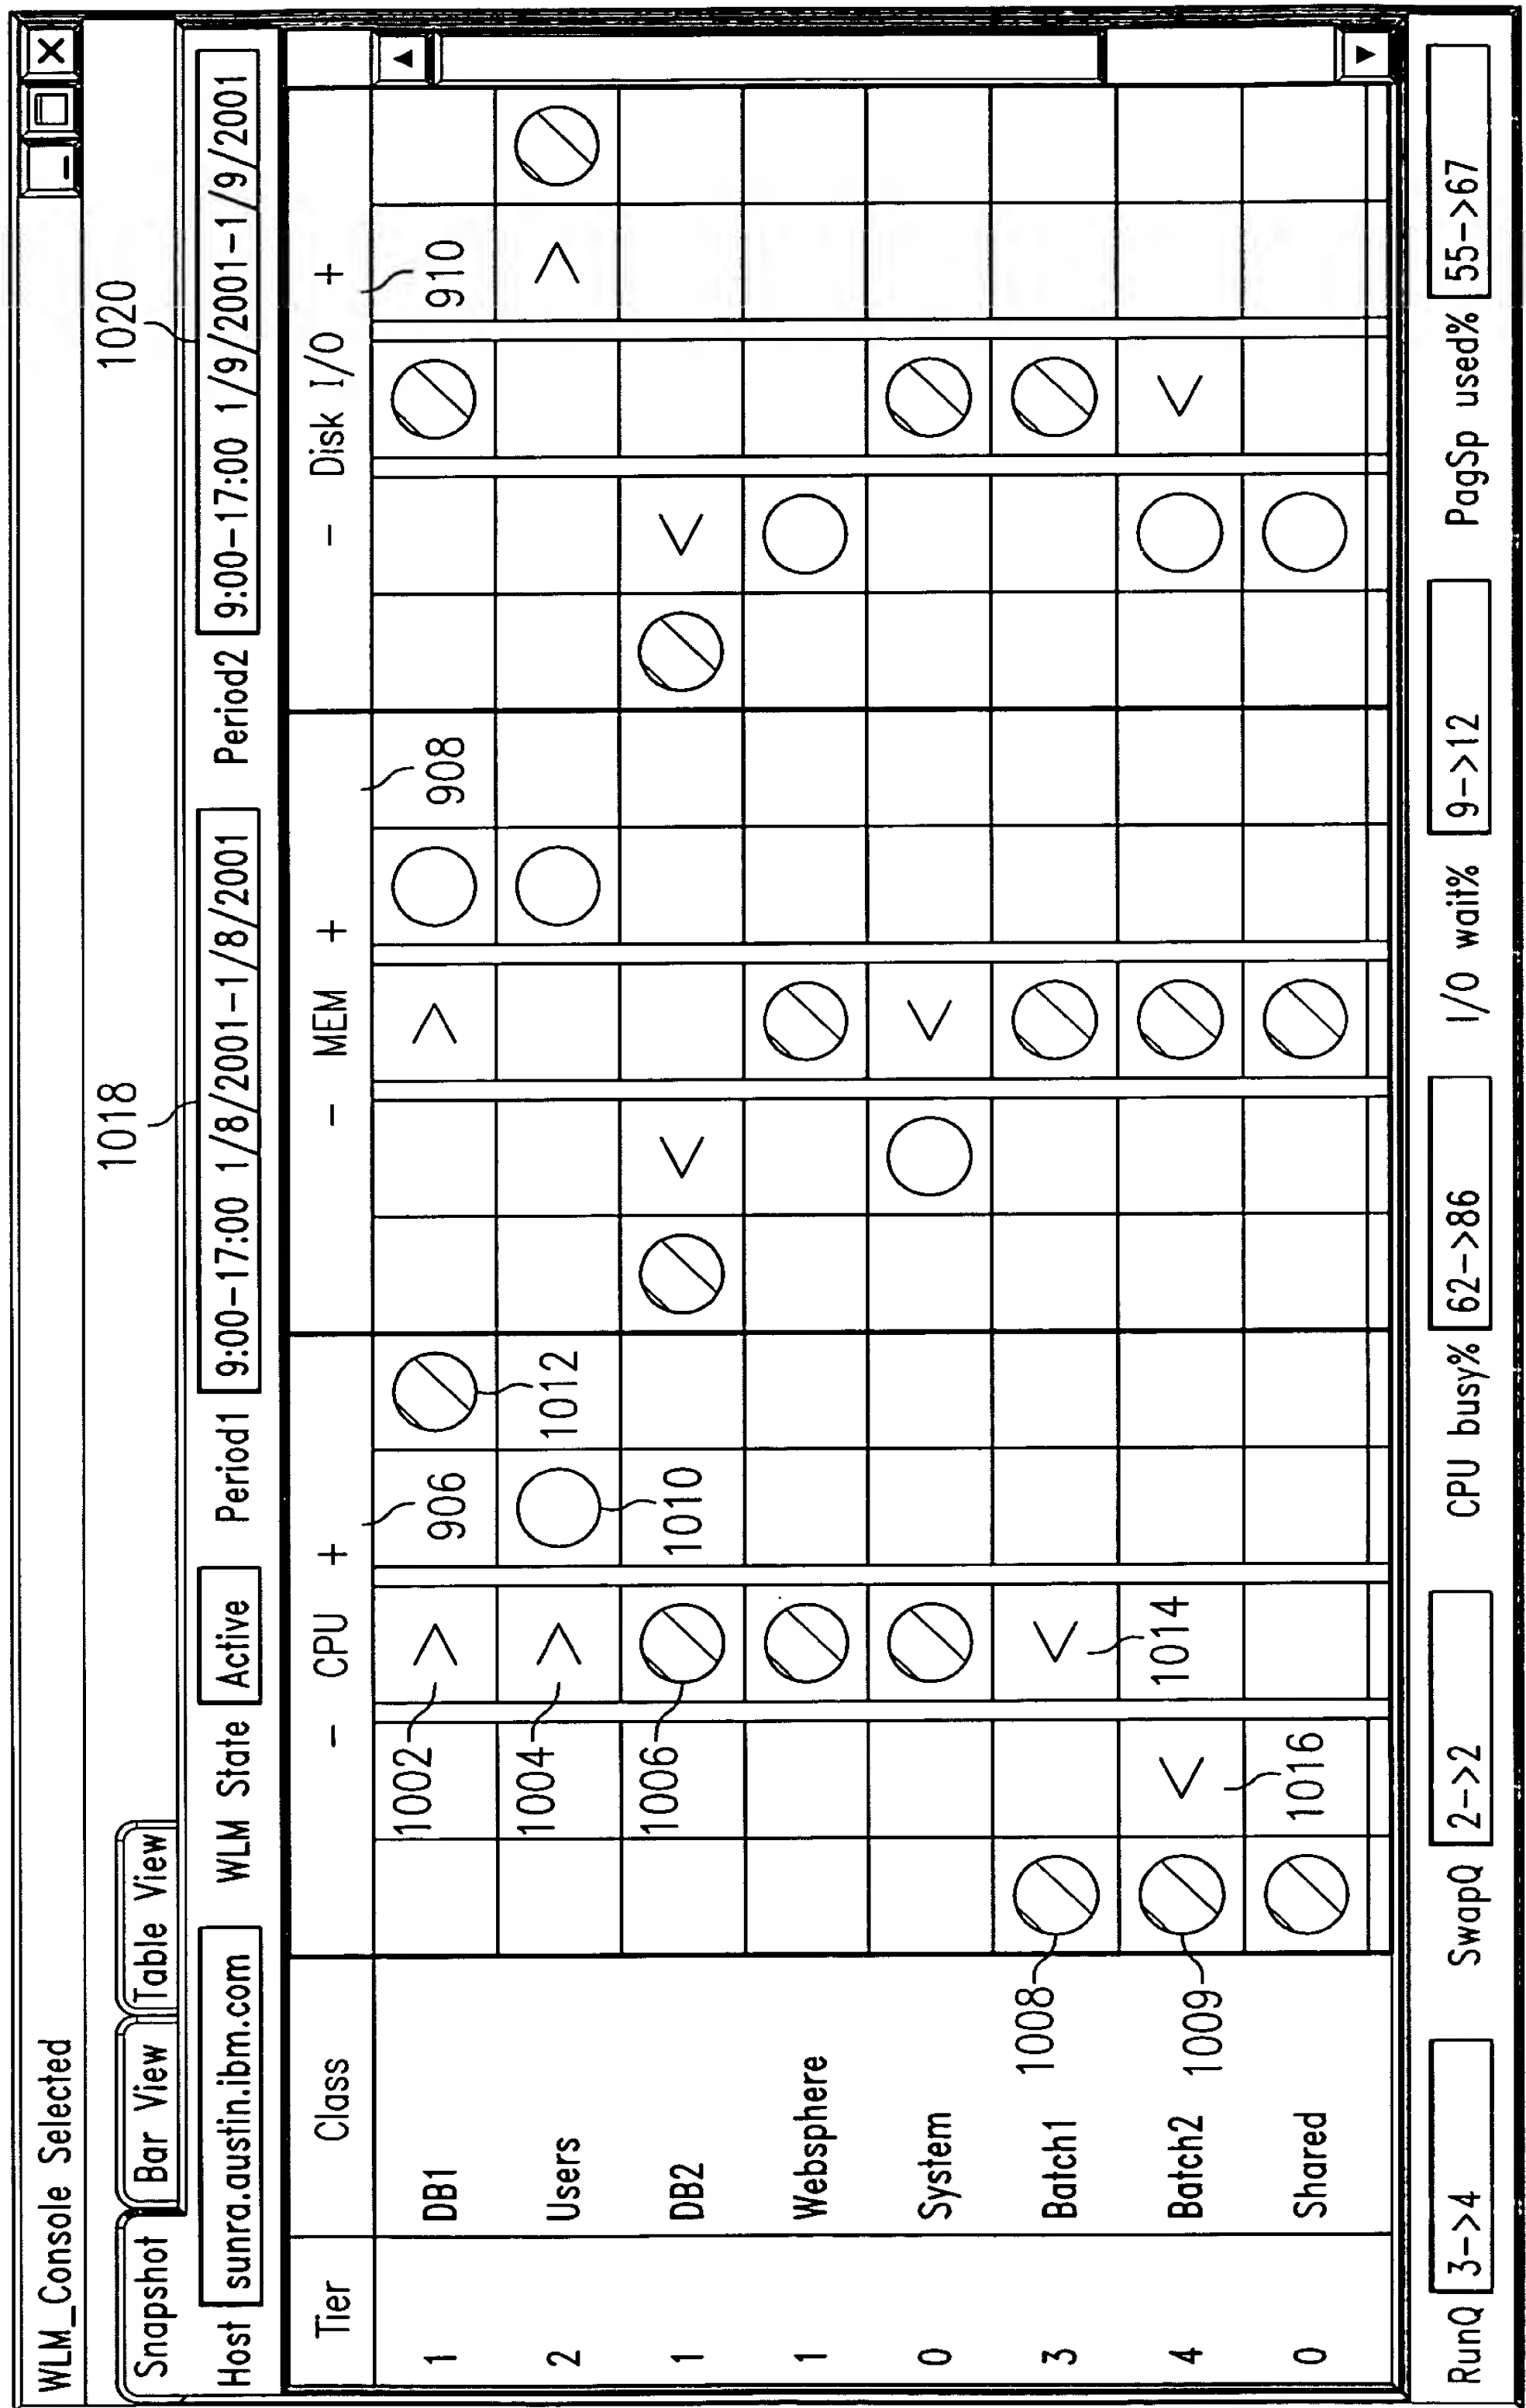 WLM_Console Selected
1018 1020
Snapshot Bar View Table View
Host sunra.austin.ibm.com WLM State Active Period1 9:00-17:00 1/8/2001-1/8/2001 Period2 9:00-17:00 1/9/2001-1/9/2001
Tier Class - CPU + - MEM + - Disk I/O +
1 DB1 1002 > 906 > 908 910
2 Users 1004 > 1012 >
1 DB2 1006 1010 < <
1 Websphere
0 System <
3 Batch1 1008 <
4 Batch2 1009 < 1014 <
0 Shared 1016
RunQ 3->4 SwapQ 2->2 CPU busy% 62->86 I/O wait% 9->12 PagSp used% 55->67